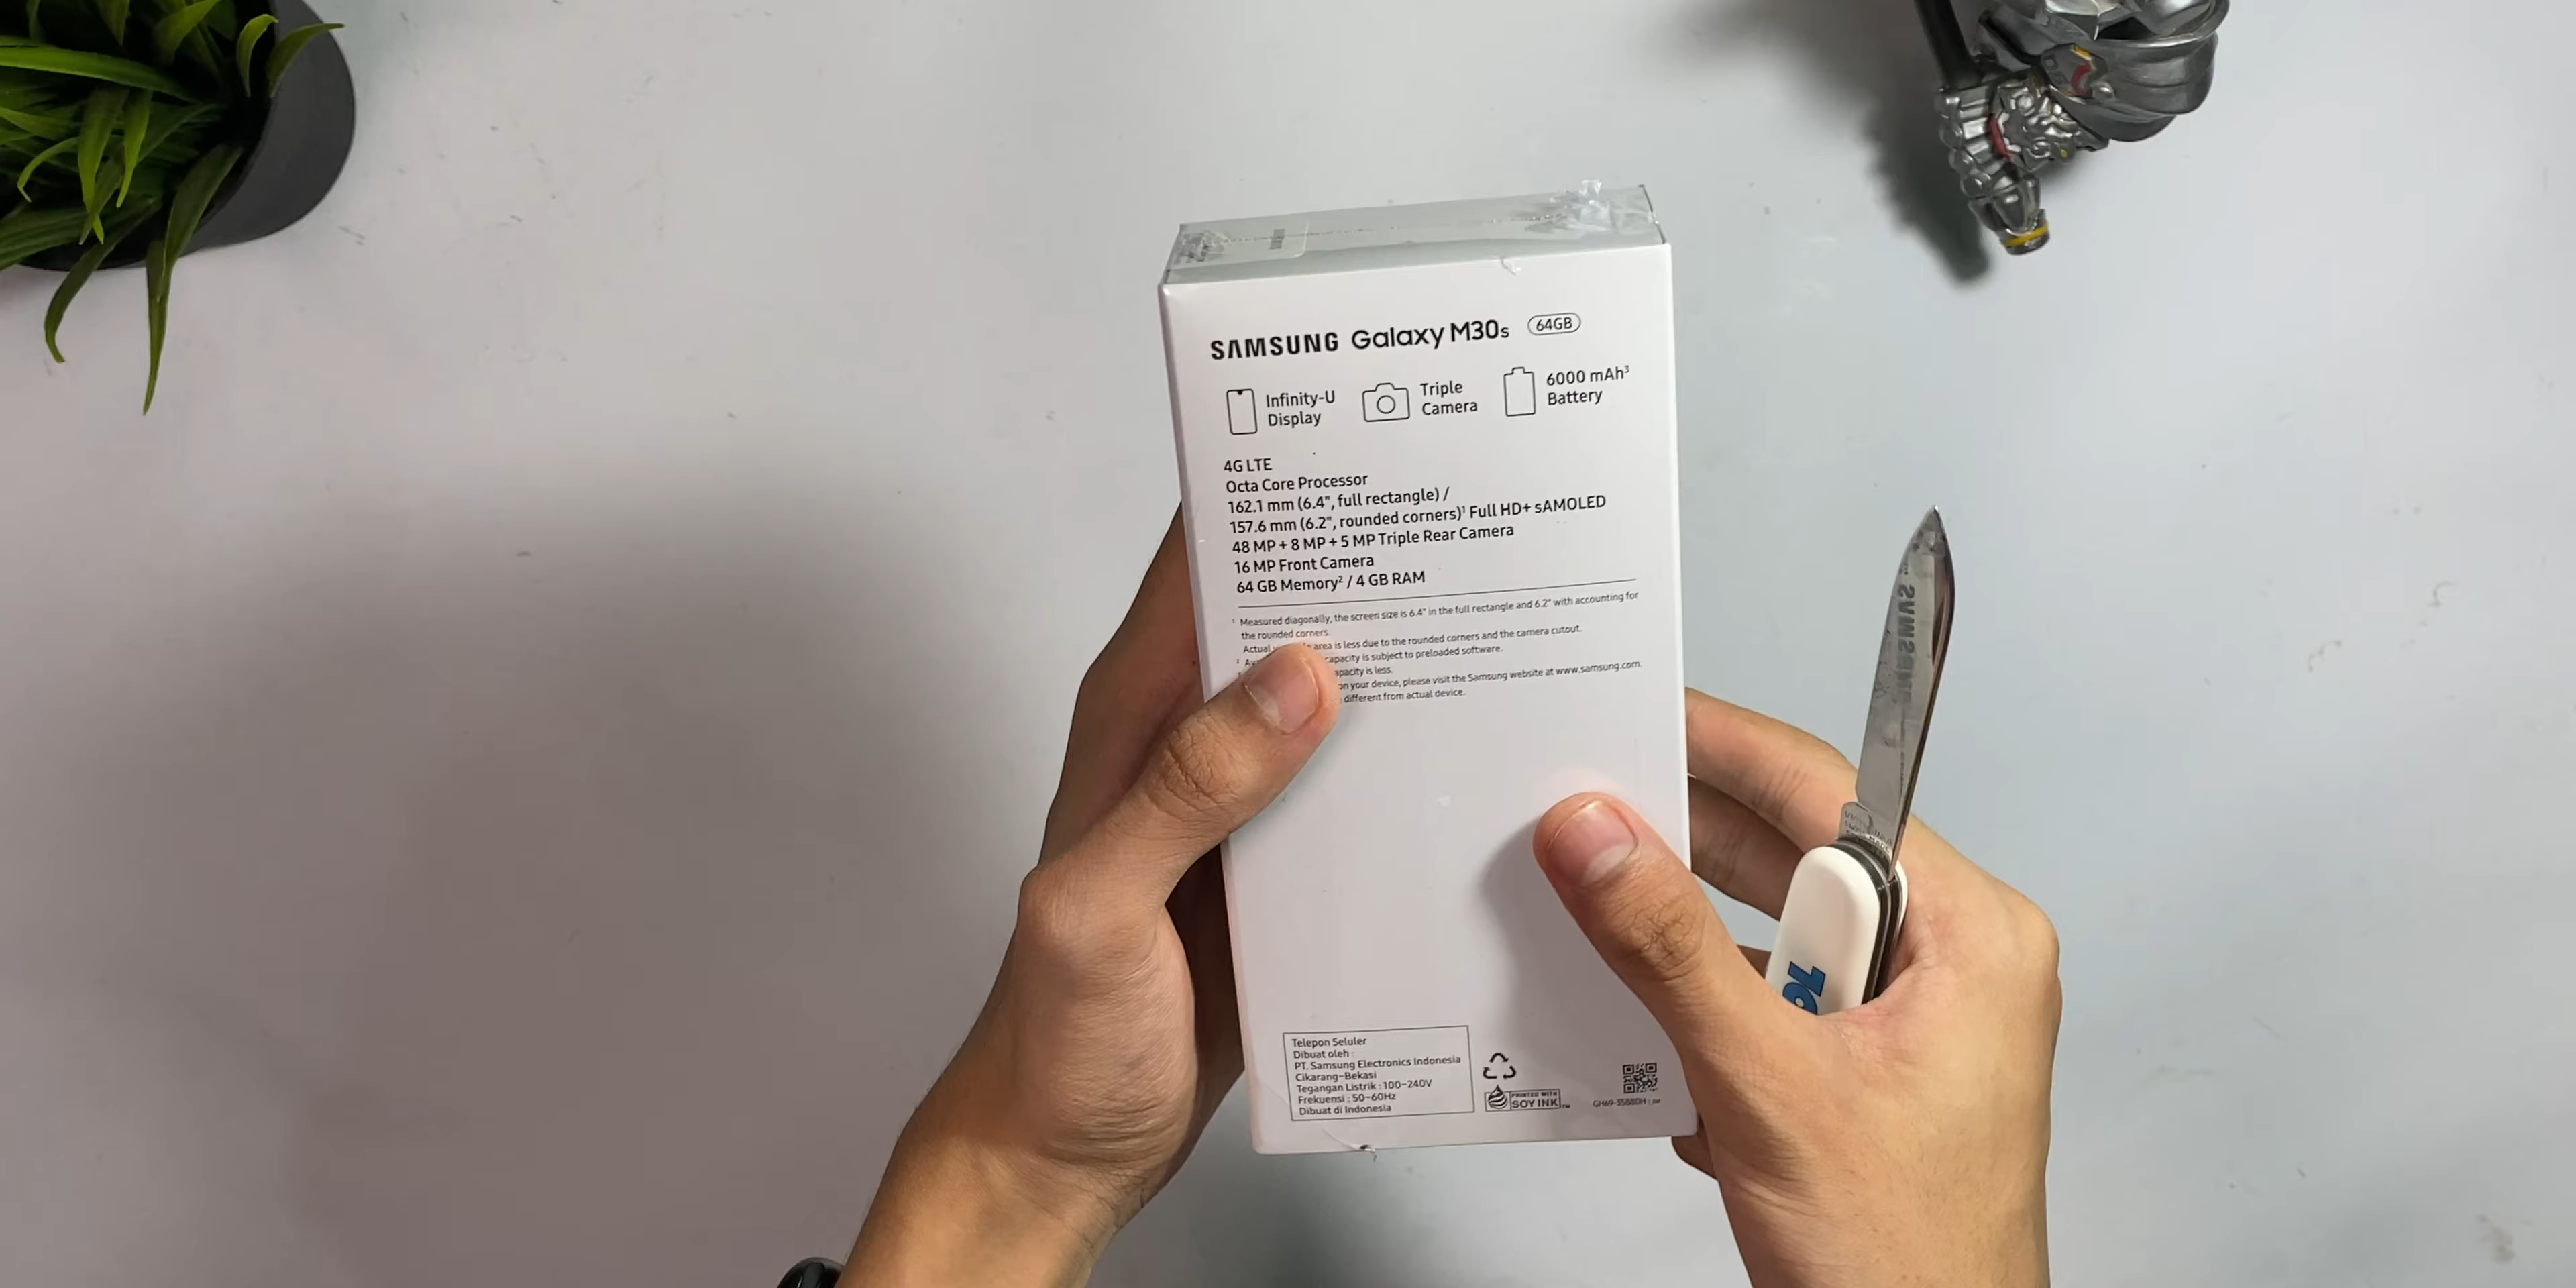 SAMSUNG Galaxy M30s 64GB
Infinity-U
Display
Triple
Camera
6000 mAh³
Battery
4G LTE
Octa Core Processor
162.1 mm (6.4", full rectangle) /
157.6 mm (6.2", rounded corners)¹ Full HD+ sAMOLED
48 MP + 8 MP + 5 MP Triple Rear Camera
16 MP Front Camera
64 GB Memory² / 4 GB RAM
¹ Measured diagonally, the screen size is 6.4" in the full rectangle and 6.2" with accounting for
the rounded corners.
Actual area is less due to the rounded corners and the camera cutout.
capacity is subject to preloaded software.
capacity is less.
on your device, please visit the Samsung website at www.samsung.com.
different from actual device.
Telepon Seluler
Dibuat oleh :
PT. Samsung Electronics Indonesia
Cikarang-Bekasi
Tegangan Listrik : 100-240V
Frekuensi : 50-60Hz
Dibuat di Indonesia
PRINTED WITH
SOY INK™
SAMSUNG